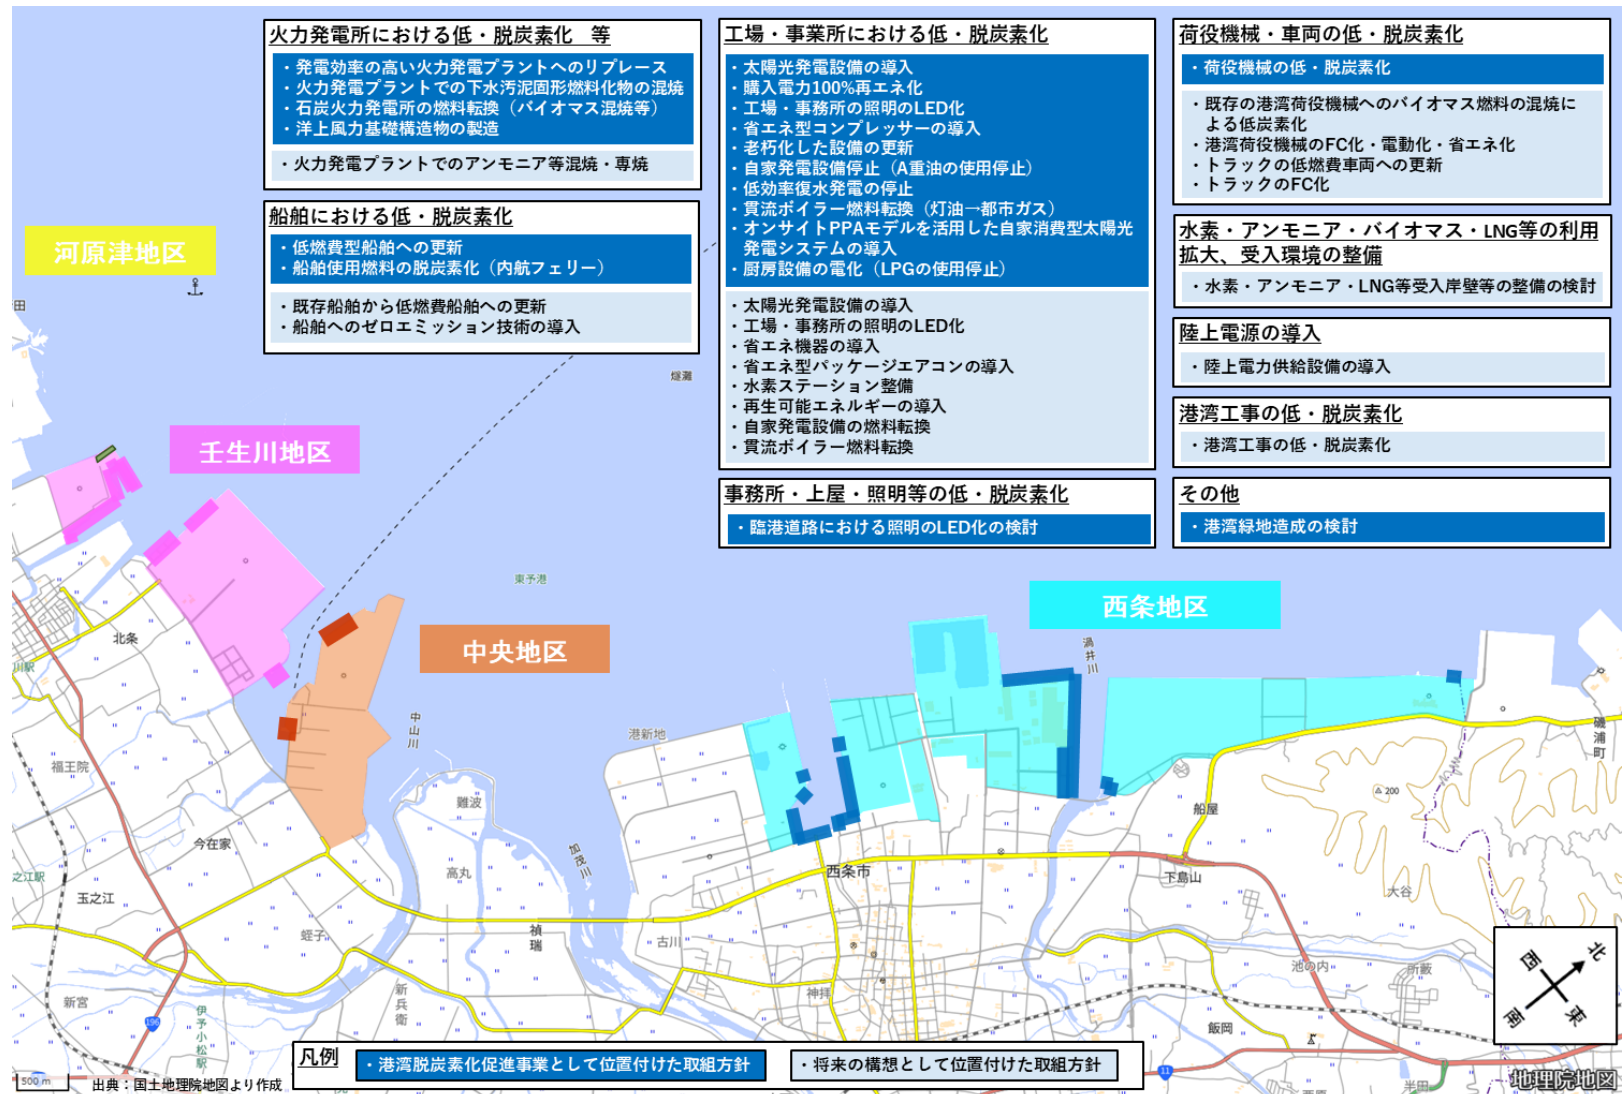 火力発電所における低・脱炭素化　等
・発電効率の高い火力発電プラントへのリプレース
・火力発電プラントでの下水汚泥固形燃料化物の混焼
・石炭火力発電所の燃料転換（バイオマス混焼等）
・洋上風力基礎構造物の製造
・火力発電プラントでのアンモニア等混焼・専焼
船舶における低・脱炭素化
・低燃費型船舶への更新
・船舶使用燃料の脱炭素化（内航フェリー）
・既存船舶から低燃費船舶への更新
・船舶へのゼロエミッション技術の導入
工場・事業所における低・脱炭素化
・太陽光発電設備の導入
・購入電力100%再エネ化
・工場・事務所の照明のLED化
・省エネ型コンプレッサーの導入
・老朽化した設備の更新
・自家発電設備停止（A重油の使用停止）
・低効率復水発電の停止
・貫流ボイラー燃料転換（灯油→都市ガス）
・オンサイトPPAモデルを活用した自家消費型太陽光
発電システムの導入
・厨房設備の電化（LPGの使用停止）
・太陽光発電設備の導入
・工場・事務所の照明のLED化
・省エネ機器の導入
・省エネ型パッケージエアコンの導入
・水素ステーション整備
・再生可能エネルギーの導入
・自家発電設備の燃料転換
・貫流ボイラー燃料転換
事務所・上屋・照明等の低・脱炭素化
・臨港道路における照明のLED化の検討
荷役機械・車両の低・脱炭素化
・荷役機械の低・脱炭素化
・既存の港湾荷役機械へのバイオマス燃料の混焼に
よる低炭素化
・港湾荷役機械のFC化・電動化・省エネ化
・トラックの低燃費車両への更新
・トラックのFC化
水素・アンモニア・バイオマス・LNG等の利用
拡大、受入環境の整備
・水素・アンモニア・LNG等受入岸壁等の整備の検討
陸上電源の導入
・陸上電力供給設備の導入
港湾工事の低・脱炭素化
・港湾工事の低・脱炭素化
その他
・港湾緑地造成の検討
河原津地区
田
燧灘
壬生川地区
東予港
中央地区
西条地区
渦井川
北条
川駅
中山川
港新地
磯浦町
福王院
難波
200
船屋
今在家
加茂川
之江駅
高丸
西条市
下島山
玉之江
大谷
蛭子
禎瑞
古川
北
西
東
南
池の内
所藪
新宮
伊予小松駅
新兵衛
神拝
196
飯岡
11
半田
凡例
・港湾脱炭素化促進事業として位置付けた取組方針
・将来の構想として位置付けた取組方針
500 m
出典：国土地理院地図より作成
地理院地図